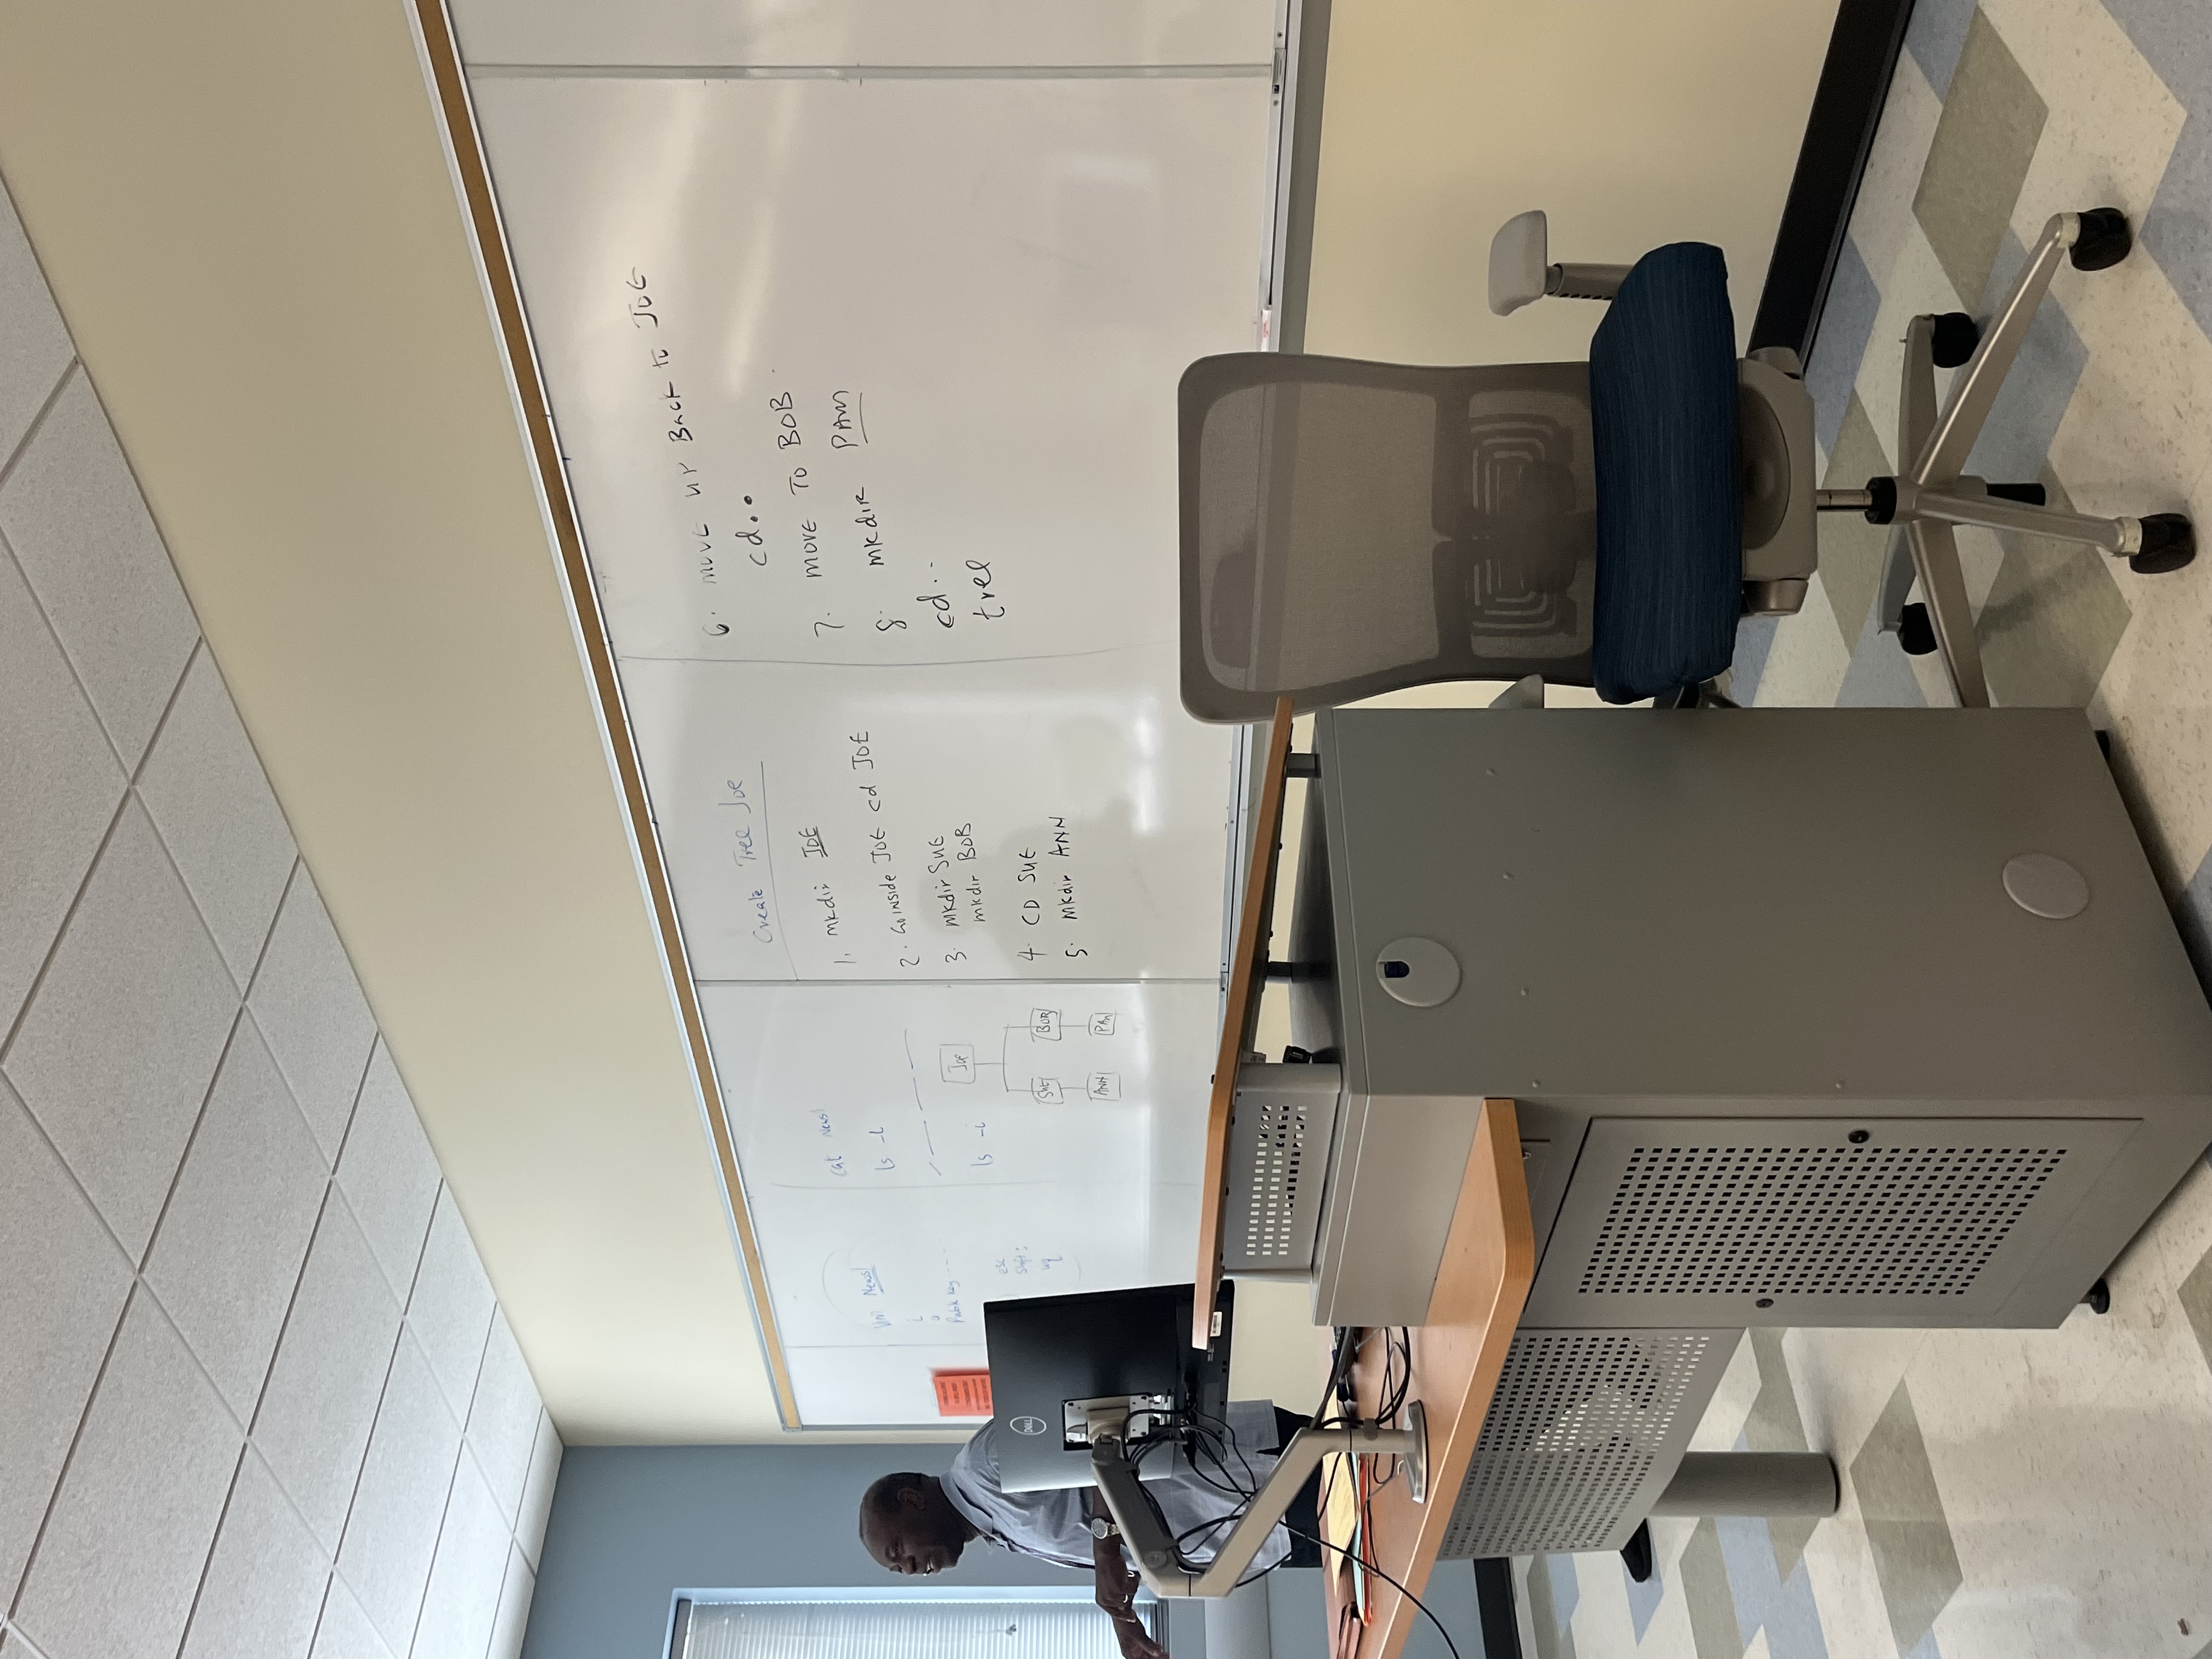 Vim News1
i
Public key
esc
shift:
wq
cat News1
ls -l
ls -i
JOE
SUE BOB
ANN PAM
Create Tree Joe
1. mkdir JOE
2. Go inside JOE cd JOE
3. mkdir SUE
mkdir BOB
4. CD SUE
5. mkdir ANN
6. MOVE UP Back to JOE
cd..
7. MOVE TO BOB
8. mkdir PAM
cd..
tree
DELL